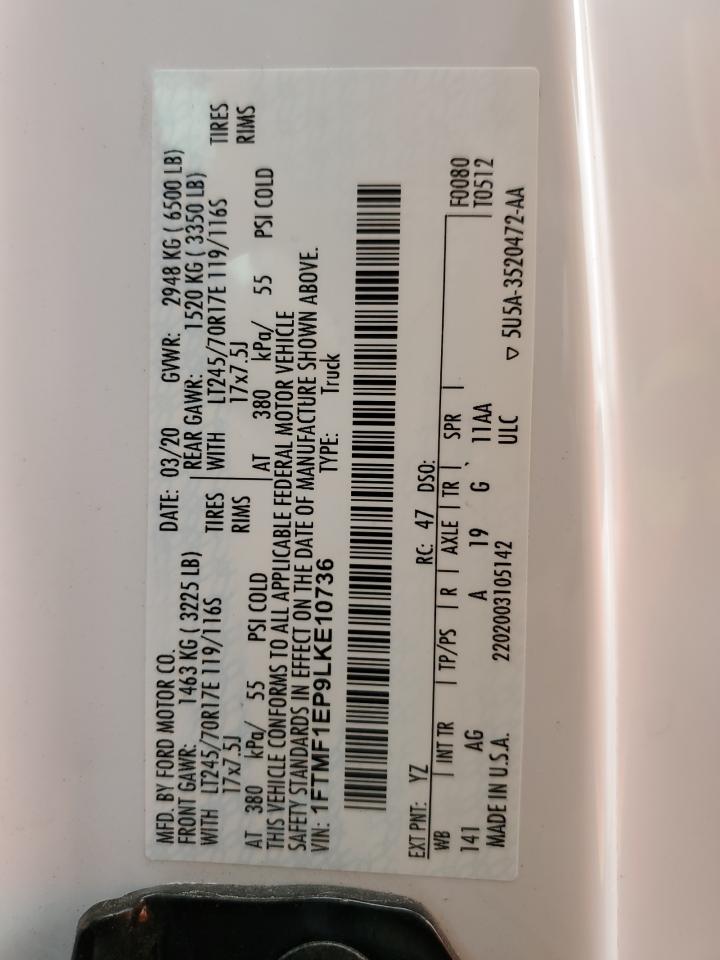 MFD. BY FORD MOTOR CO. DATE: 03/20 GVWR: 2948 KG ( 6500 LB)
FRONT GAWR: 1463 KG ( 3225 LB) REAR GAWR: 1520 KG ( 3350 LB)
WITH LT245/70R17E 119/116S TIRES WITH LT245/70R17E 119/116S TIRES
17x7.5J RIMS 17x7.5J RIMS
AT 380 kPa/ 55 PSI COLD AT 380 kPa/ 55 PSI COLD
THIS VEHICLE CONFORMS TO ALL APPLICABLE FEDERAL MOTOR VEHICLE
SAFETY STANDARDS IN EFFECT ON THE DATE OF MANUFACTURE SHOWN ABOVE.
VIN: 1FTMF1EP9LKE10736 TYPE: Truck
EXT PNT: YZ RC: 47 DSO: F0080
WB INT TR TP/PS R AXLE TR SPR T0512
141 AG A 19 G 11AA
MADE IN U.S.A. 2202003105142 ULC ▽ 5U5A-3520472-AA